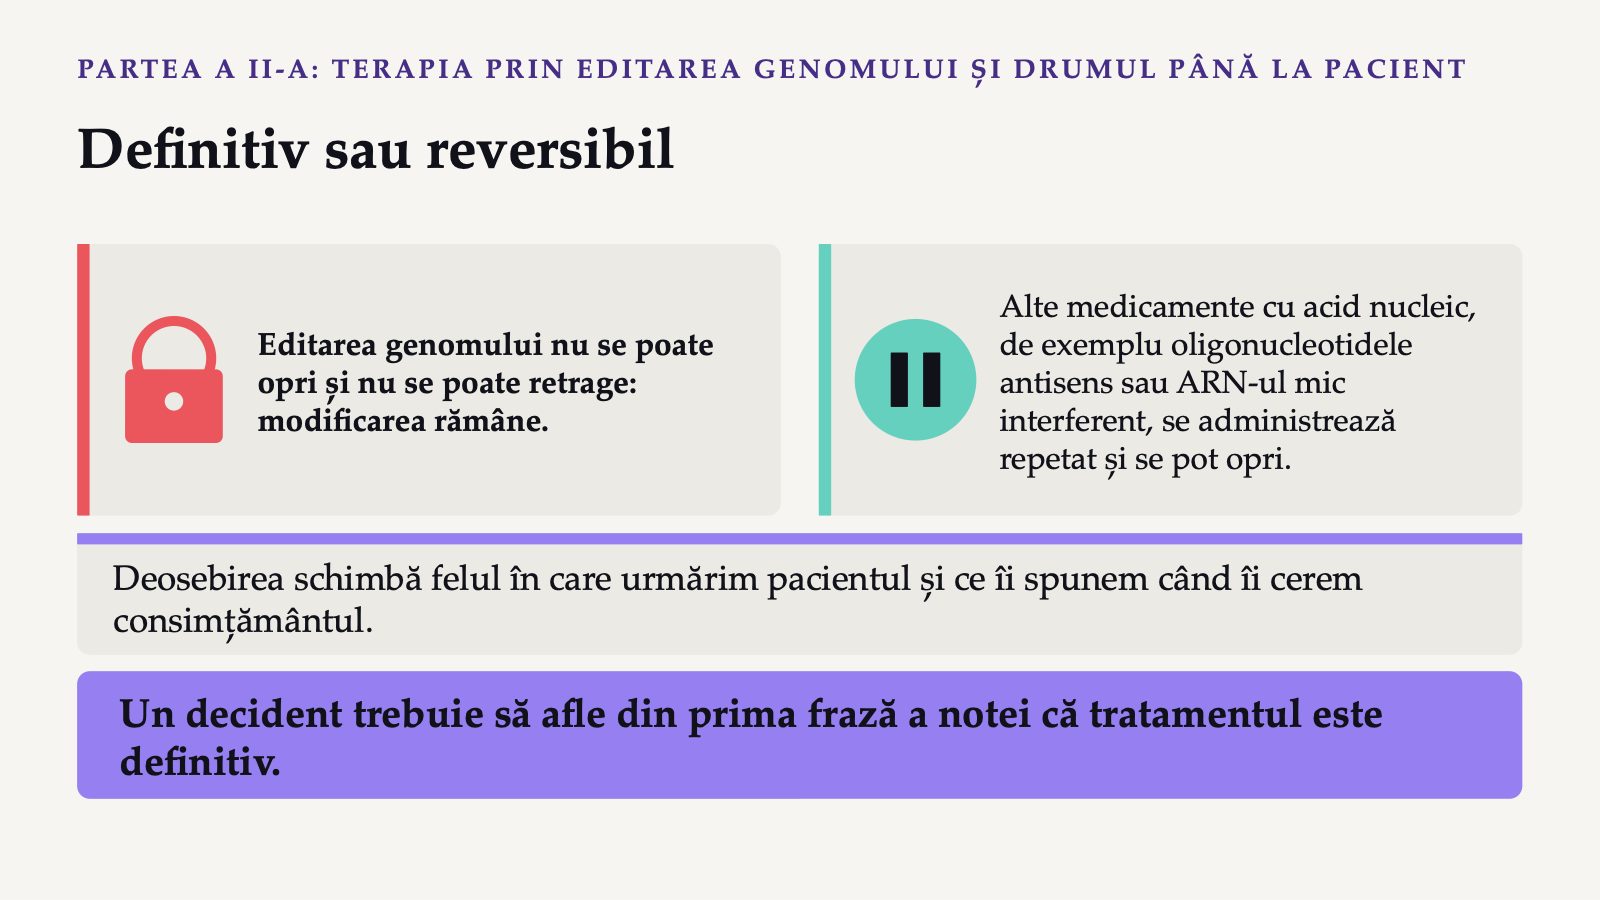 PARTEA A II-A: TERAPIA PRIN EDITAREA GENOMULUI ȘI DRUMUL PÂNĂ LA PACIENT
Definitiv sau reversibil
Editarea genomului nu se poate
opri și nu se poate retrage:
modificarea rămâne.
Alte medicamente cu acid nucleic,
de exemplu oligonucleotidele
antisens sau ARN-ul mic
interferent, se administrează
repetat și se pot opri.
Deosebirea schimbă felul în care urmărim pacientul și ce îi spunem când îi cerem
consimțământul.
Un decident trebuie să afle din prima frază a notei că tratamentul este
definitiv.